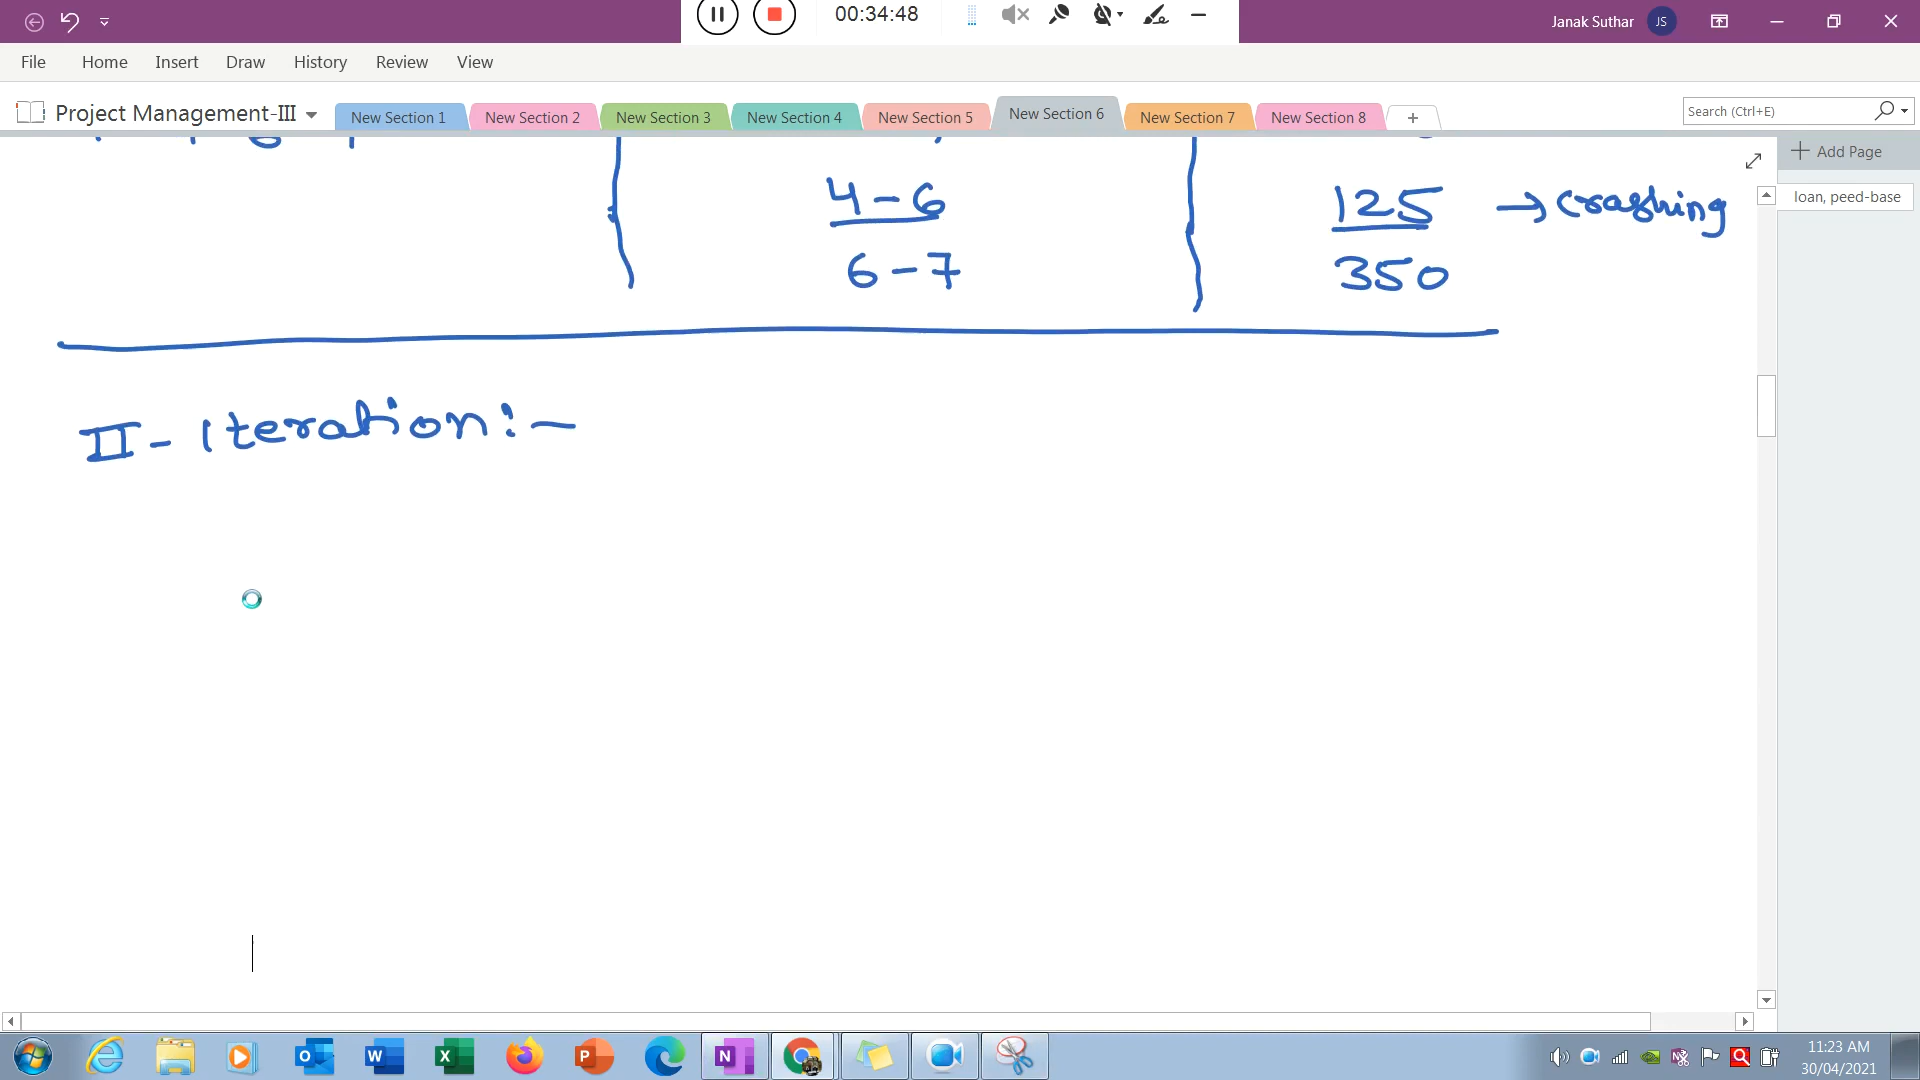 00:34:48
Janak Suthar JS
File Home Insert Draw History Review View
Project Management-III New Section 1 New Section 2 New Section 3 New Section 4 New Section 5 New Section 6 New Section 7 New Section 8 + Search (Ctrl+E)
Add Page
loan, peed-base
4-6 125 → crashing
6-7 350
II- Iteration:-
11:23 AM
30/04/2021